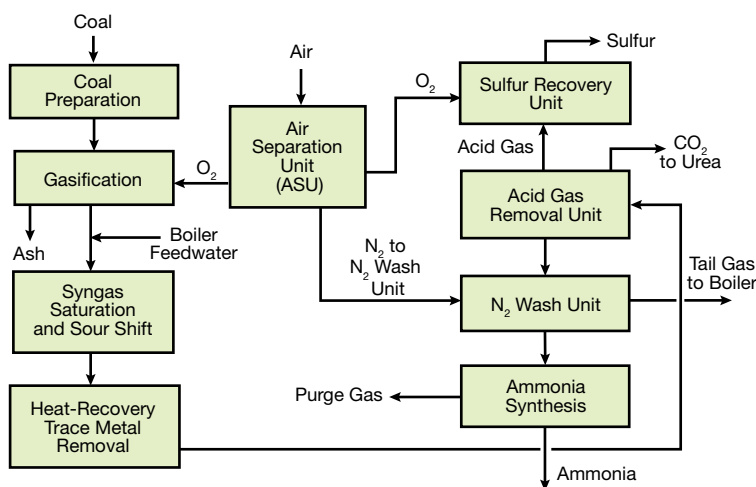 Coal
Coal
Preparation
Gasification
Ash
Boiler
Feedwater
Syngas
Saturation
and Sour Shift
Heat-Recovery
Trace Metal
Removal
Air
Air
Separation
Unit
(ASU)
O₂
O₂
N₂ to
N₂ Wash
Unit
Sulfur
Sulfur Recovery
Unit
Acid Gas
CO₂
to Urea
Acid Gas
Removal Unit
N₂ Wash Unit
Tail Gas
to Boiler
Ammonia
Synthesis
Purge Gas
Ammonia